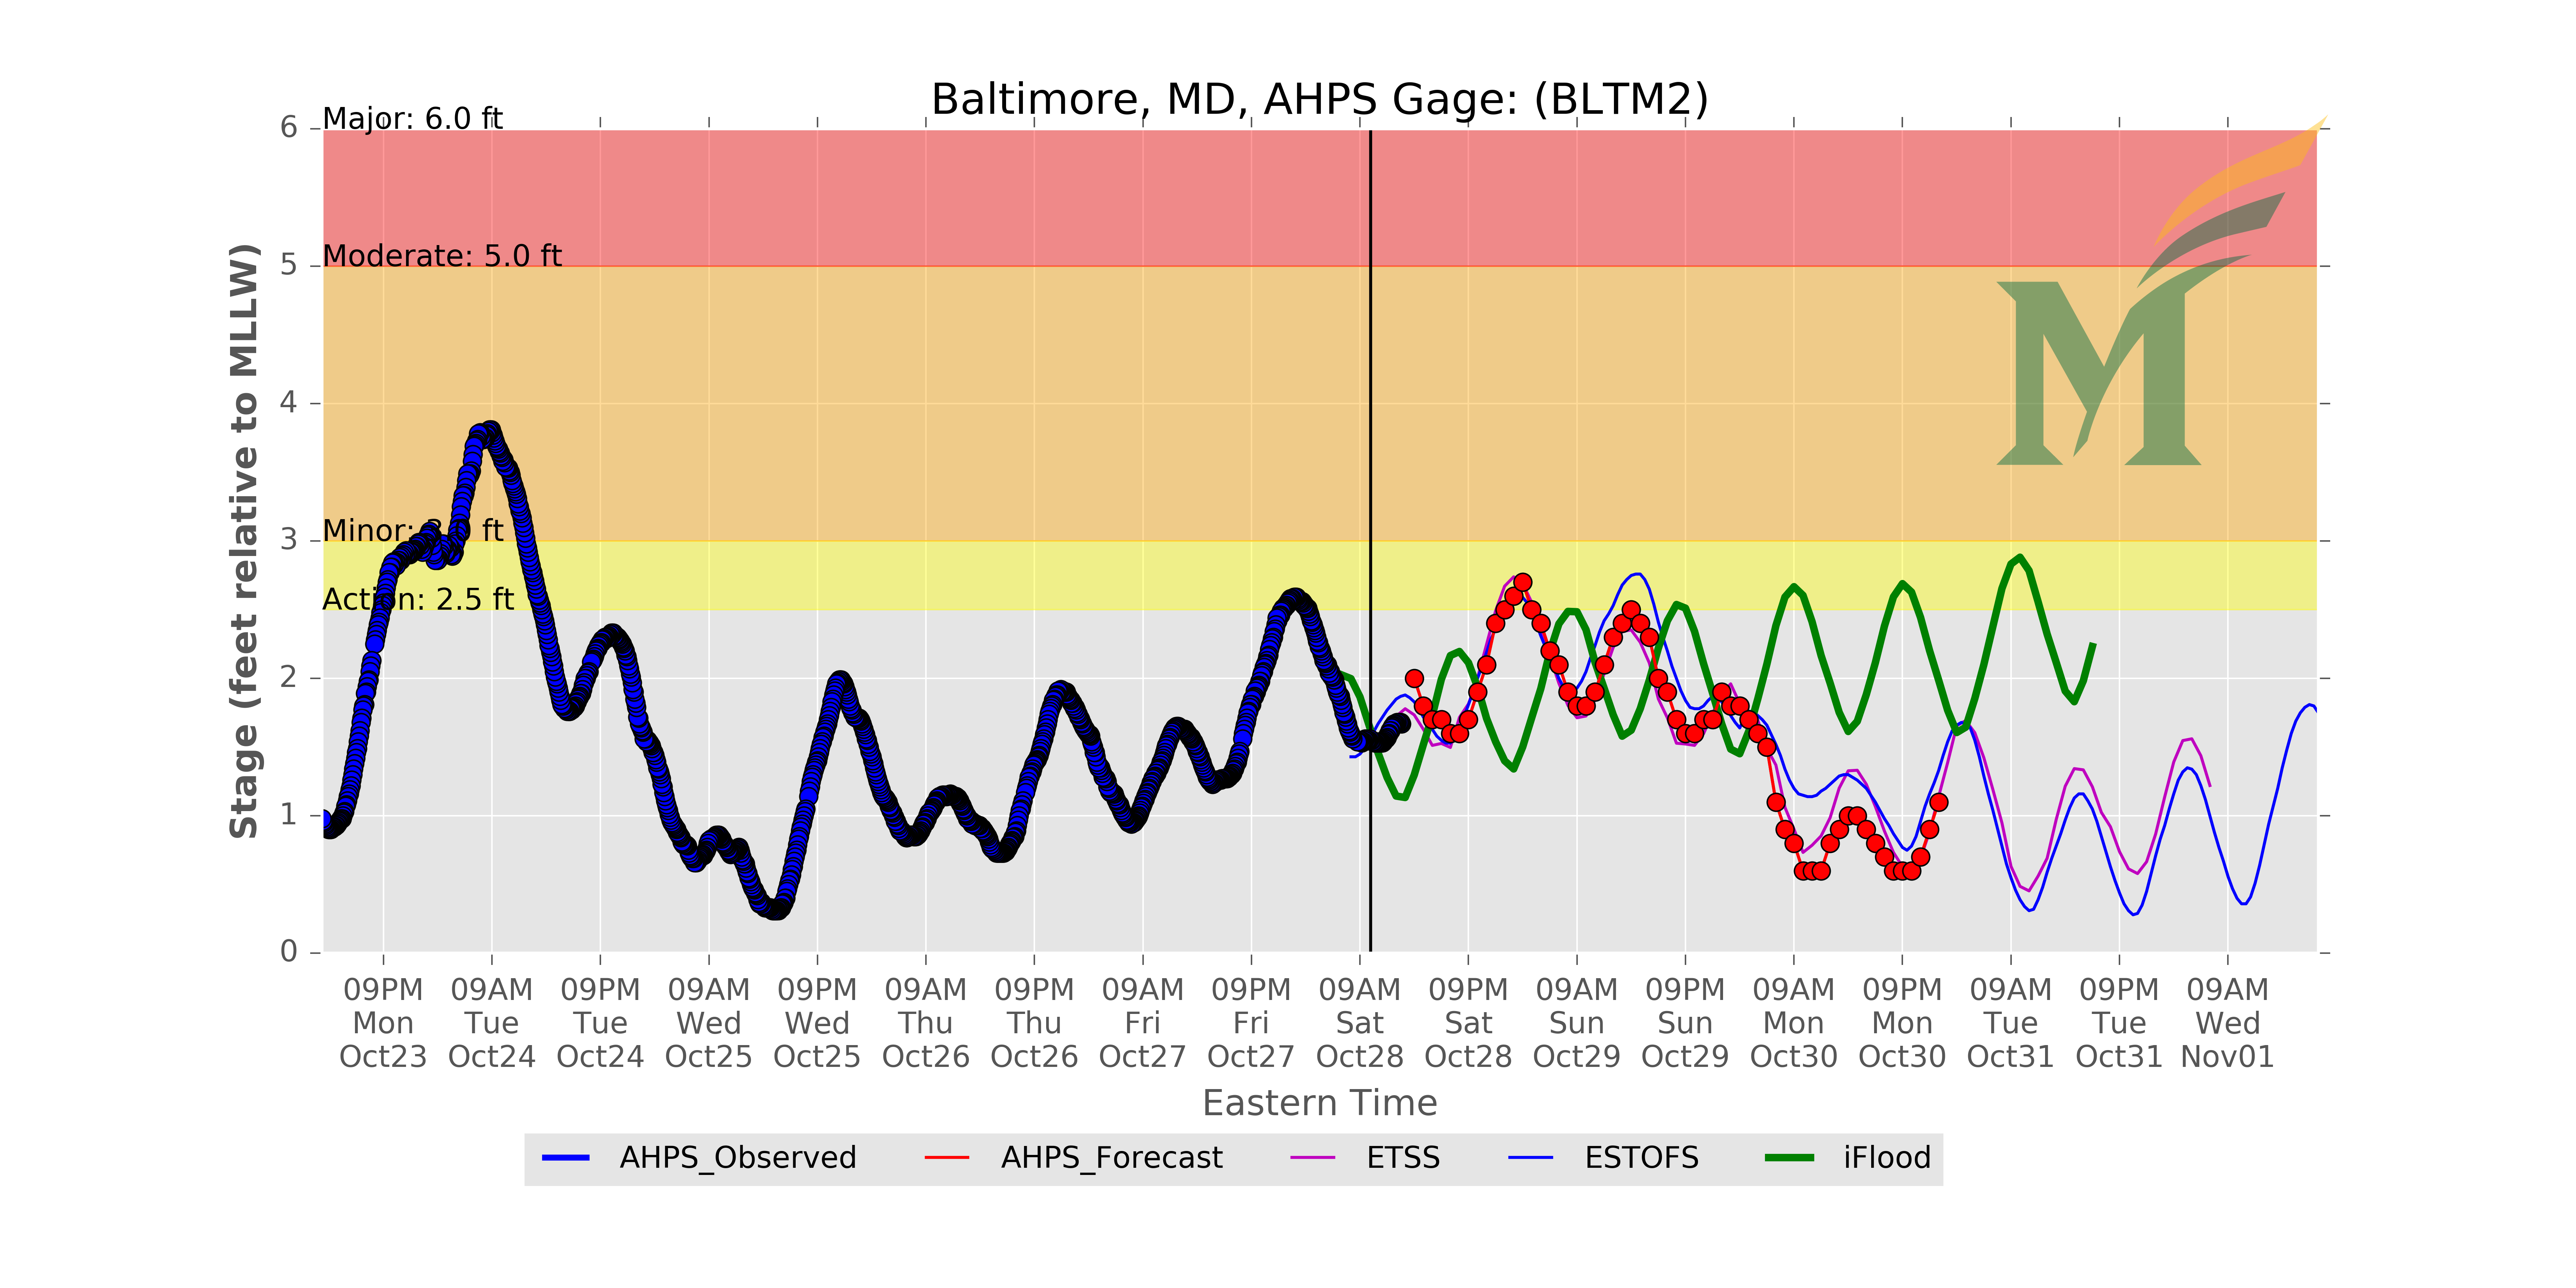 Baltimore, MD, AHPS Gage: (BLTM2)
Major: 6.0 ft
Moderate: 5.0 ft
Minor: ft
Action: 2.5 ft
6
5
4
3
2
1
0
Stage (feet relative to MLLW)
09PM 09AM 09PM 09AM 09PM 09AM 09PM 09AM 09PM 09AM 09PM 09AM 09PM 09AM 09PM 09AM 09PM 09AM
Mon Tue Tue Wed Wed Thu Thu Fri Fri Sat Sat Sun Sun Mon Mon Tue Tue Wed
Oct23 Oct24 Oct24 Oct25 Oct25 Oct26 Oct26 Oct27 Oct27 Oct28 Oct28 Oct29 Oct29 Oct30 Oct30 Oct31 Oct31 Nov01
Eastern Time
AHPS_Observed AHPS_Forecast ETSS ESTOFS iFlood
M